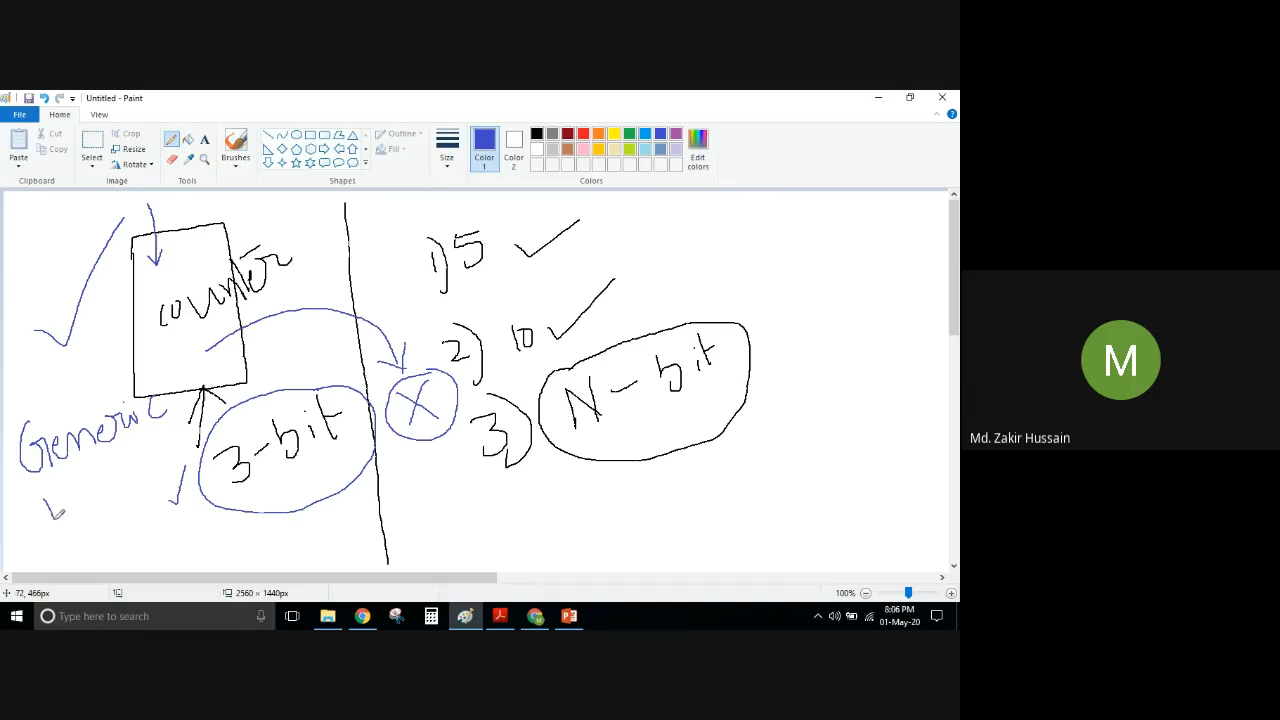 Untitled - Paint
File
Home
View
Paste
Cut
Copy
Clipboard
Select
Crop
Resize
Rotate
Image
Tools
Brushes
Shapes
Outline
Fill
Size
Color 1
Color 2
Edit colors
Colors
counter
Generic
3-bit
1) 5
2) 10
3) N-bit
X
M
Md. Zakir Hussain
72, 466px
2560 × 1440px
100%
Type here to search
8:06 PM
01-May-20